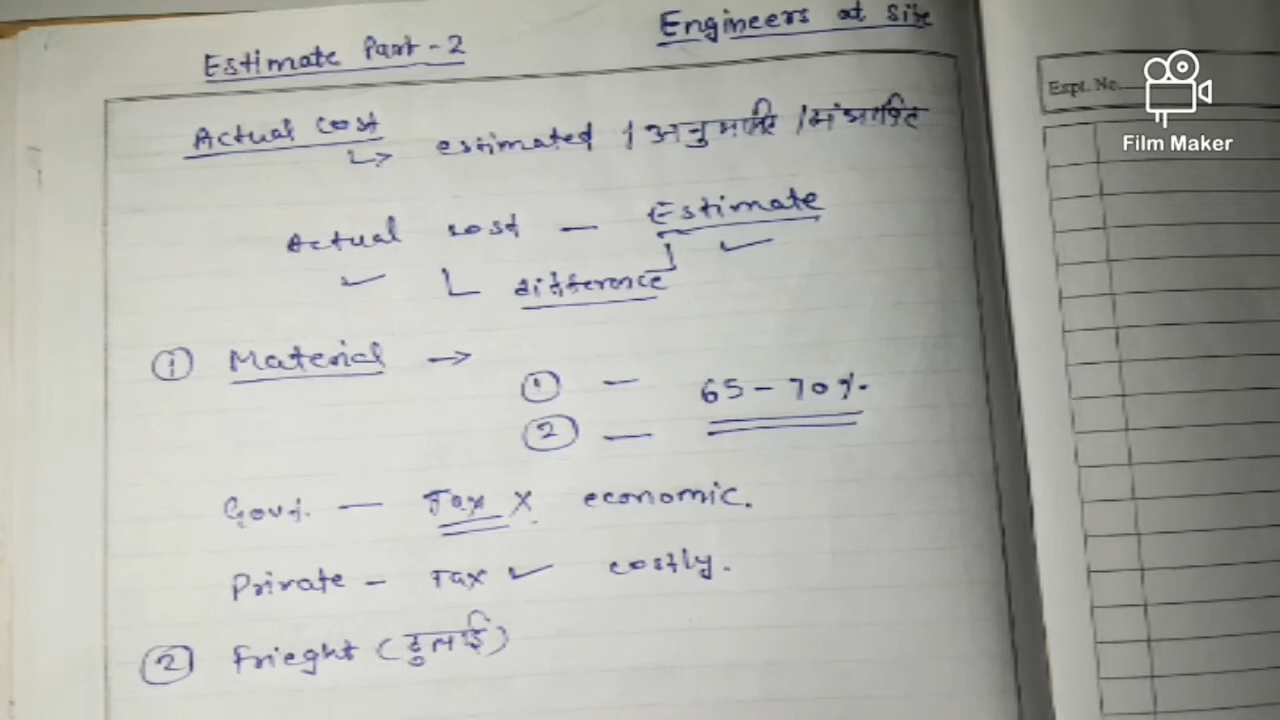 Estimate Part - 2
Engineers at Site
Actual cost
↳ estimated / अनुमानित / संभावित
Actual cost — Estimate
✓ difference ✓
① Material →
① — 65 - 70%
② —
Govt. — Tax X economic.
Private - Tax ✓ costly.
② Frieght (ढुलाई)
Expt. No.
Film Maker